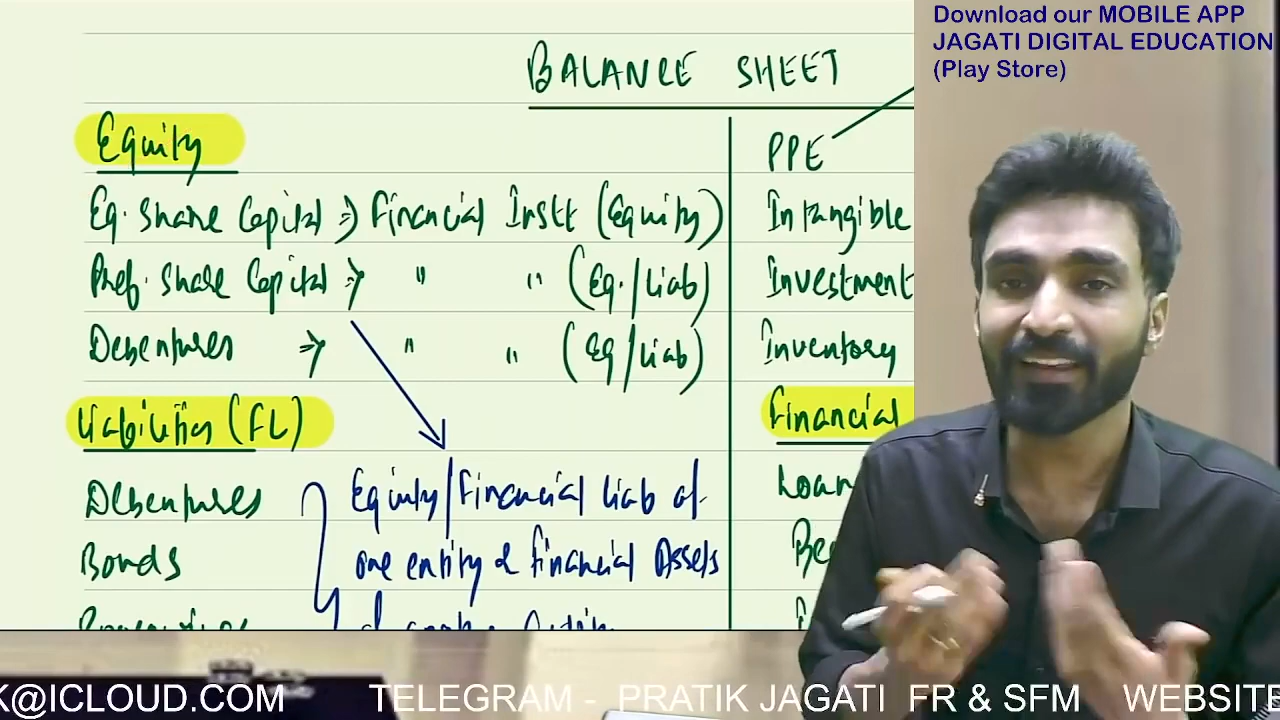 Download our MOBILE APP
JAGATI DIGITAL EDUCATION
(Play Store)
BALANCE SHEET
Equity
Eq. Share Capital ⇒ Financial Instt (Equity)
Pref. Share Capital ⇒ " " (Eq./Liab)
Debentures ⇒ " " (Eq/Liab)
Liabilities (FL)
Debentures
Bonds
Equity/Financial Liab of
one entity & Financial Assets
PPE
Intangible
Investment
Inventory
Financial
Loan
K@ICLOUD.COM TELEGRAM - PRATIK JAGATI FR & SFM WEBSITE